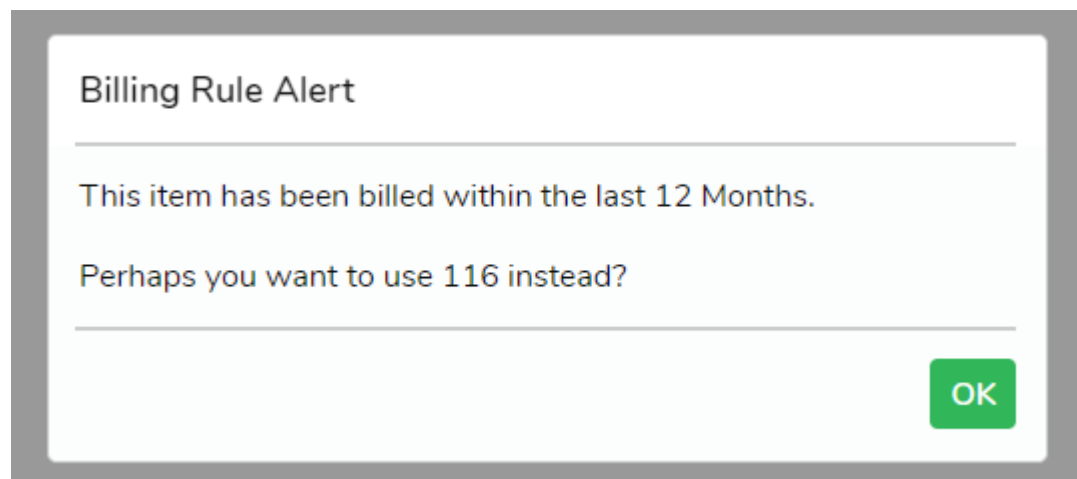 Billing Rule Alert
This item has been billed within the last 12 Months.
Perhaps you want to use 116 instead?
OK